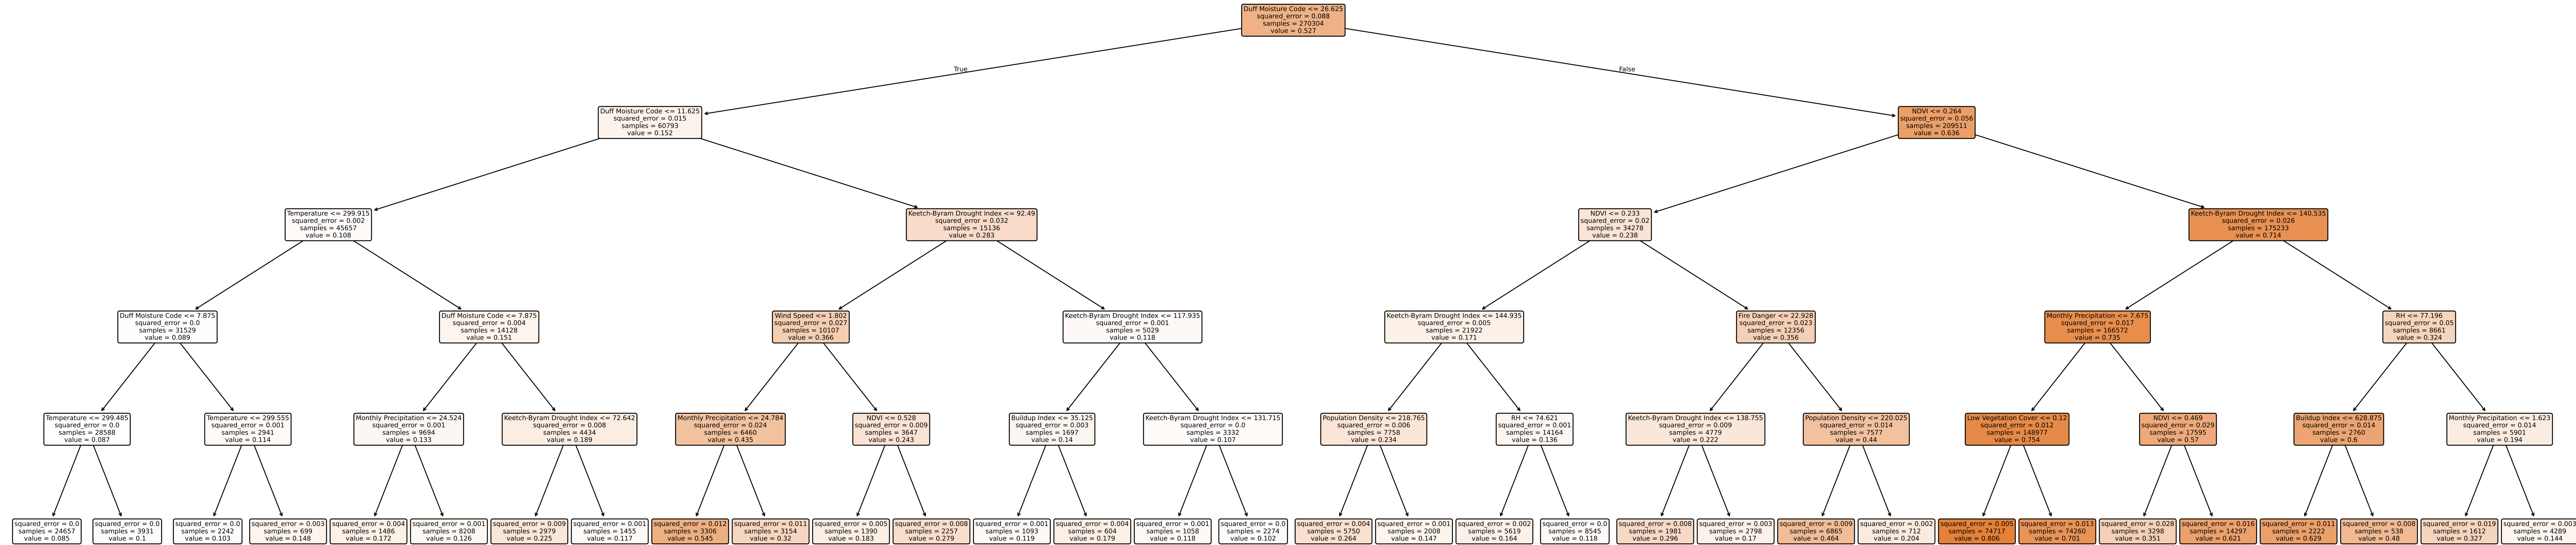 Duff Moisture Code <= 26.625
squared_error = 0.088
samples = 270304
value = 0.527
True
False
Duff Moisture Code <= 11.625
squared_error = 0.015
samples = 60793
value = 0.152
NDVI <= 0.264
squared_error = 0.056
samples = 209511
value = 0.636
Temperature <= 299.915
squared_error = 0.002
samples = 45657
value = 0.108
Keetch-Byram Drought Index <= 92.49
squared_error = 0.032
samples = 15136
value = 0.283
NDVI <= 0.233
squared_error = 0.02
samples = 34278
value = 0.238
Keetch-Byram Drought Index <= 140.535
squared_error = 0.026
samples = 175233
value = 0.714
Duff Moisture Code <= 7.875
squared_error = 0.0
samples = 31529
value = 0.089
Duff Moisture Code <= 7.875
squared_error = 0.004
samples = 14128
value = 0.151
Wind Speed <= 1.802
squared_error = 0.027
samples = 10107
value = 0.366
Keetch-Byram Drought Index <= 117.935
squared_error = 0.001
samples = 5029
value = 0.118
Keetch-Byram Drought Index <= 144.935
squared_error = 0.005
samples = 21922
value = 0.171
Fire Danger <= 22.928
squared_error = 0.023
samples = 12356
value = 0.356
Monthly Precipitation <= 7.675
squared_error = 0.017
samples = 166572
value = 0.735
RH <= 77.196
squared_error = 0.05
samples = 8661
value = 0.324
Temperature <= 299.485
squared_error = 0.0
samples = 28588
value = 0.087
Temperature <= 299.555
squared_error = 0.001
samples = 2941
value = 0.114
Monthly Precipitation <= 24.524
squared_error = 0.001
samples = 9694
value = 0.133
Keetch-Byram Drought Index <= 72.642
squared_error = 0.008
samples = 4434
value = 0.189
Monthly Precipitation <= 24.784
squared_error = 0.024
samples = 6460
value = 0.435
NDVI <= 0.528
squared_error = 0.009
samples = 3647
value = 0.243
Buildup Index <= 35.125
squared_error = 0.003
samples = 1697
value = 0.14
Keetch-Byram Drought Index <= 131.715
squared_error = 0.0
samples = 3332
value = 0.107
Population Density <= 218.765
squared_error = 0.006
samples = 7758
value = 0.234
RH <= 74.621
squared_error = 0.001
samples = 14164
value = 0.136
Keetch-Byram Drought Index <= 138.755
squared_error = 0.009
samples = 4779
value = 0.222
Population Density <= 220.025
squared_error = 0.014
samples = 7577
value = 0.44
Low Vegetation Cover <= 0.12
squared_error = 0.012
samples = 148977
value = 0.754
NDVI <= 0.469
squared_error = 0.029
samples = 17595
value = 0.57
Buildup Index <= 628.875
squared_error = 0.014
samples = 2760
value = 0.6
Monthly Precipitation <= 1.623
squared_error = 0.014
samples = 5901
value = 0.194
squared_error = 0.0
samples = 24657
value = 0.085
squared_error = 0.0
samples = 3931
value = 0.1
squared_error = 0.0
samples = 2242
value = 0.103
squared_error = 0.003
samples = 699
value = 0.148
squared_error = 0.004
samples = 1486
value = 0.172
squared_error = 0.001
samples = 8208
value = 0.126
squared_error = 0.009
samples = 2979
value = 0.225
squared_error = 0.001
samples = 1455
value = 0.117
squared_error = 0.012
samples = 3306
value = 0.545
squared_error = 0.011
samples = 3154
value = 0.32
squared_error = 0.005
samples = 1390
value = 0.183
squared_error = 0.008
samples = 2257
value = 0.279
squared_error = 0.001
samples = 1093
value = 0.119
squared_error = 0.004
samples = 604
value = 0.179
squared_error = 0.001
samples = 1058
value = 0.118
squared_error = 0.0
samples = 2274
value = 0.102
squared_error = 0.004
samples = 5750
value = 0.264
squared_error = 0.001
samples = 2008
value = 0.147
squared_error = 0.002
samples = 5619
value = 0.164
squared_error = 0.0
samples = 8545
value = 0.118
squared_error = 0.008
samples = 1981
value = 0.296
squared_error = 0.003
samples = 2798
value = 0.17
squared_error = 0.009
samples = 6865
value = 0.464
squared_error = 0.002
samples = 712
value = 0.204
squared_error = 0.005
samples = 74717
value = 0.806
squared_error = 0.013
samples = 74260
value = 0.701
squared_error = 0.028
samples = 3298
value = 0.351
squared_error = 0.016
samples = 14297
value = 0.621
squared_error = 0.011
samples = 2222
value = 0.629
squared_error = 0.008
samples = 538
value = 0.48
squared_error = 0.019
samples = 1612
value = 0.327
squared_error =
samples = 4289
value = 0.144